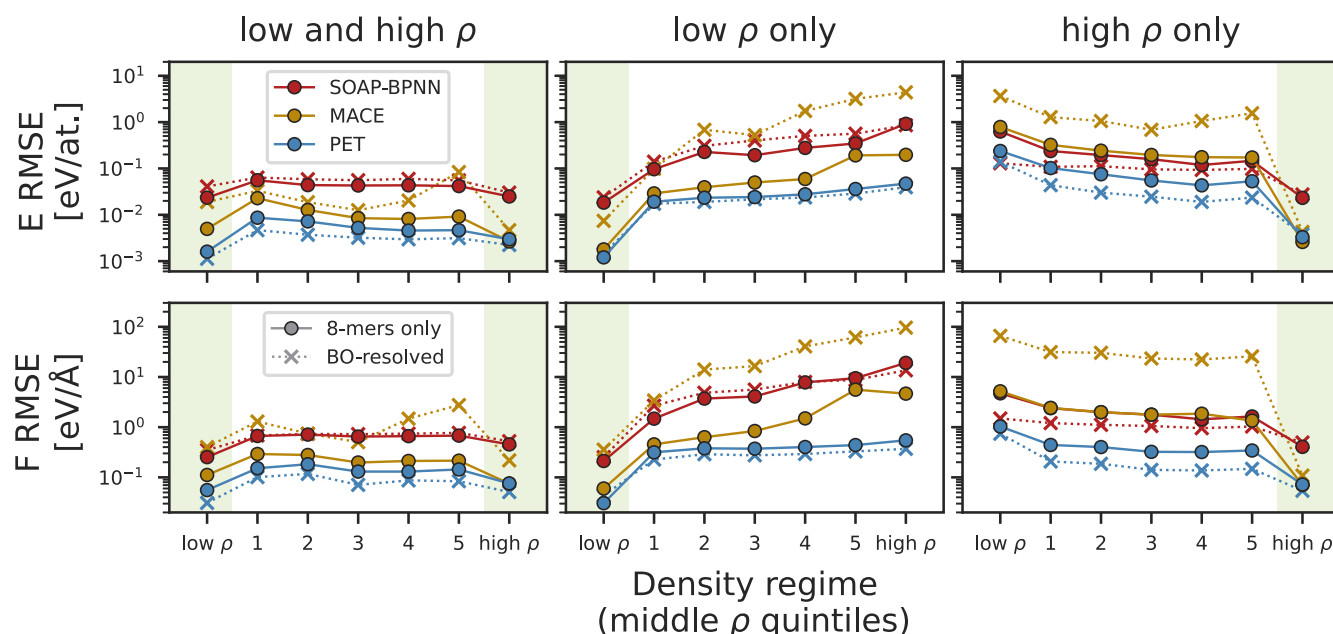 low and high ρ
low ρ only
high ρ only
E RMSE
[eV/at.]
10¹
10⁰
10⁻¹
10⁻²
10⁻³
SOAP-BPNN
MACE
PET
F RMSE
[eV/Å]
10²
10¹
10⁰
10⁻¹
8-mers only
BO-resolved
low ρ 1 2 3 4 5 high ρ
low ρ 1 2 3 4 5 high ρ
low ρ 1 2 3 4 5 high ρ
Density regime
(middle ρ quintiles)